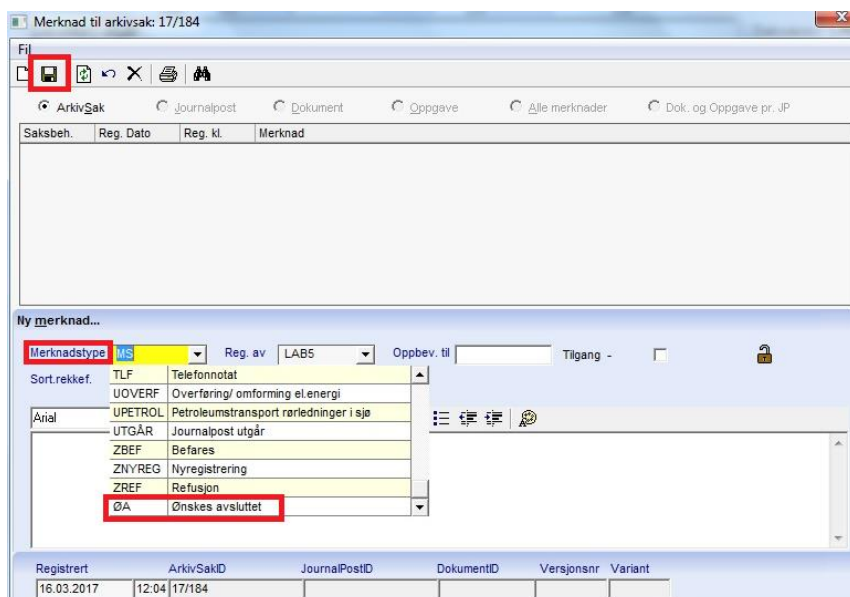 Merknad til arkivsak: 17/184
Fil
ArkivSak Journalpost Dokument Oppgave Alle merknader Dok. og Oppgave pr. JP
Saksbeh. Reg. Dato Reg. kl. Merknad
Ny merknad...
Merknadstype MS Reg. av LAB5 Oppbev. til Tilgang -
Sort.rekkef.
TLF Telefonnotat
UOVERF Overføring/ omforming el.energi
UPETROL Petroleumstransport rørledninger i sjø
Arial
UTGÅR Journalpost utgår
ZBEF Befares
ZNYREG Nyregistrering
ZREF Refusjon
ØA Ønskes avsluttet
Registrert ArkivSakID JournalPostID DokumentID Versjonsnr Variant
16.03.2017 12:04 17/184